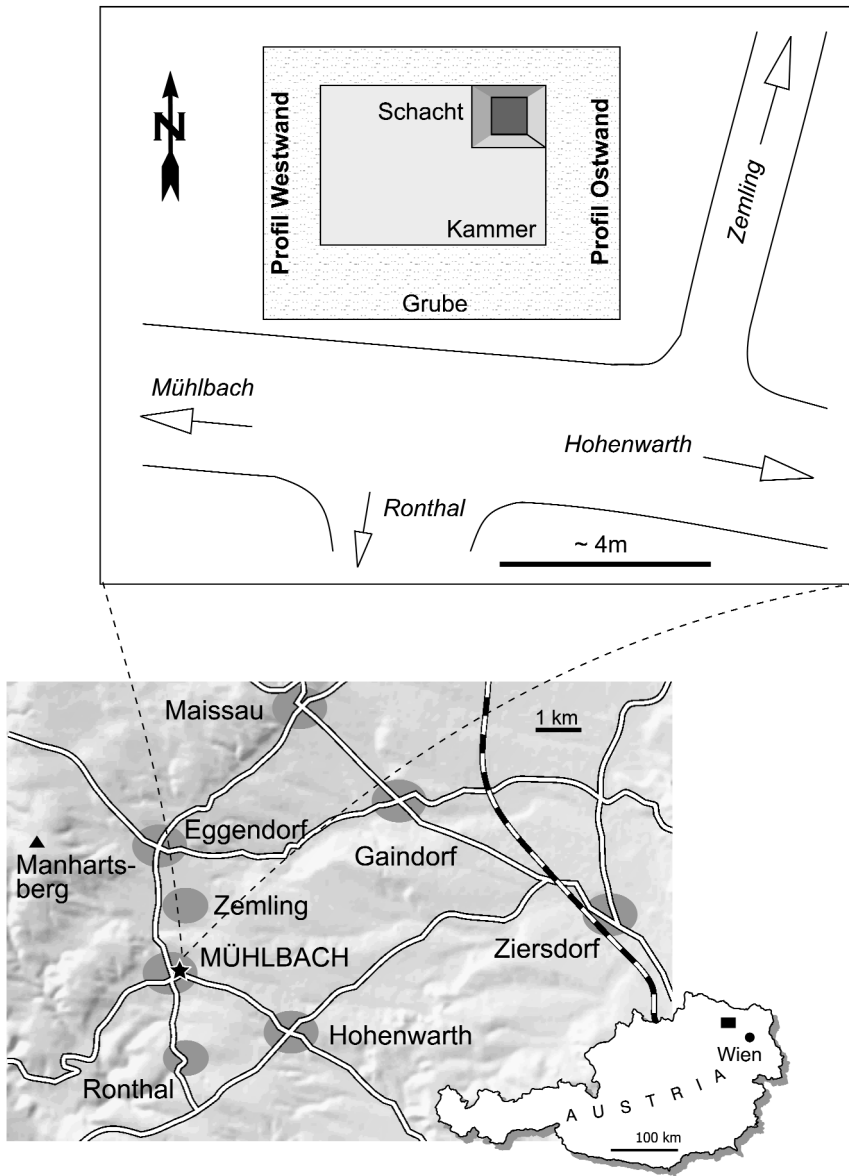 N
Schacht
Profil Westwand
Profil Ostwand
Kammer
Grube
Zemling
Mühlbach
Hohenwarth
Ronthal
~ 4m
Maissau
1 km
Eggendorf
Manharts-
berg
Gaindorf
Zemling
Ziersdorf
MÜHLBACH
Hohenwarth
Ronthal
Wien
AUSTRIA
100 km